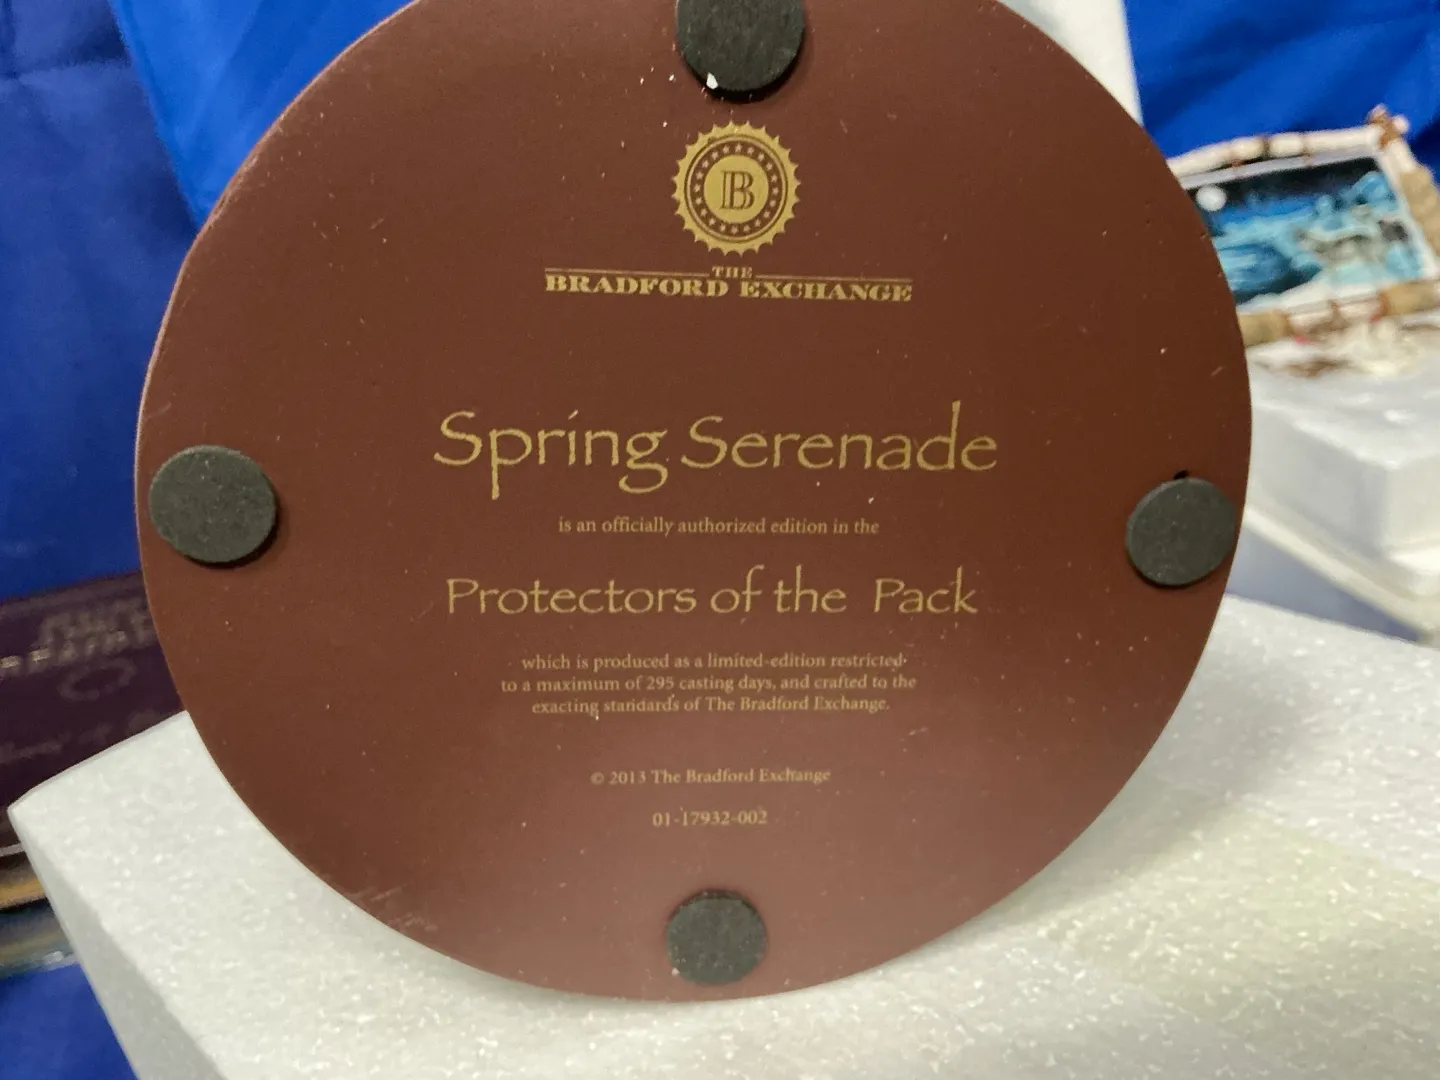 B
THE
BRADFORD EXCHANGE
Spring Serenade
is an officially authorized edition in the
Protectors of the Pack
which is produced as a limited-edition restricted
to a maximum of 295 casting days, and crafted to the
exacting standards of The Bradford Exchange.
© 2013 The Bradford Exchange
01-17932-002